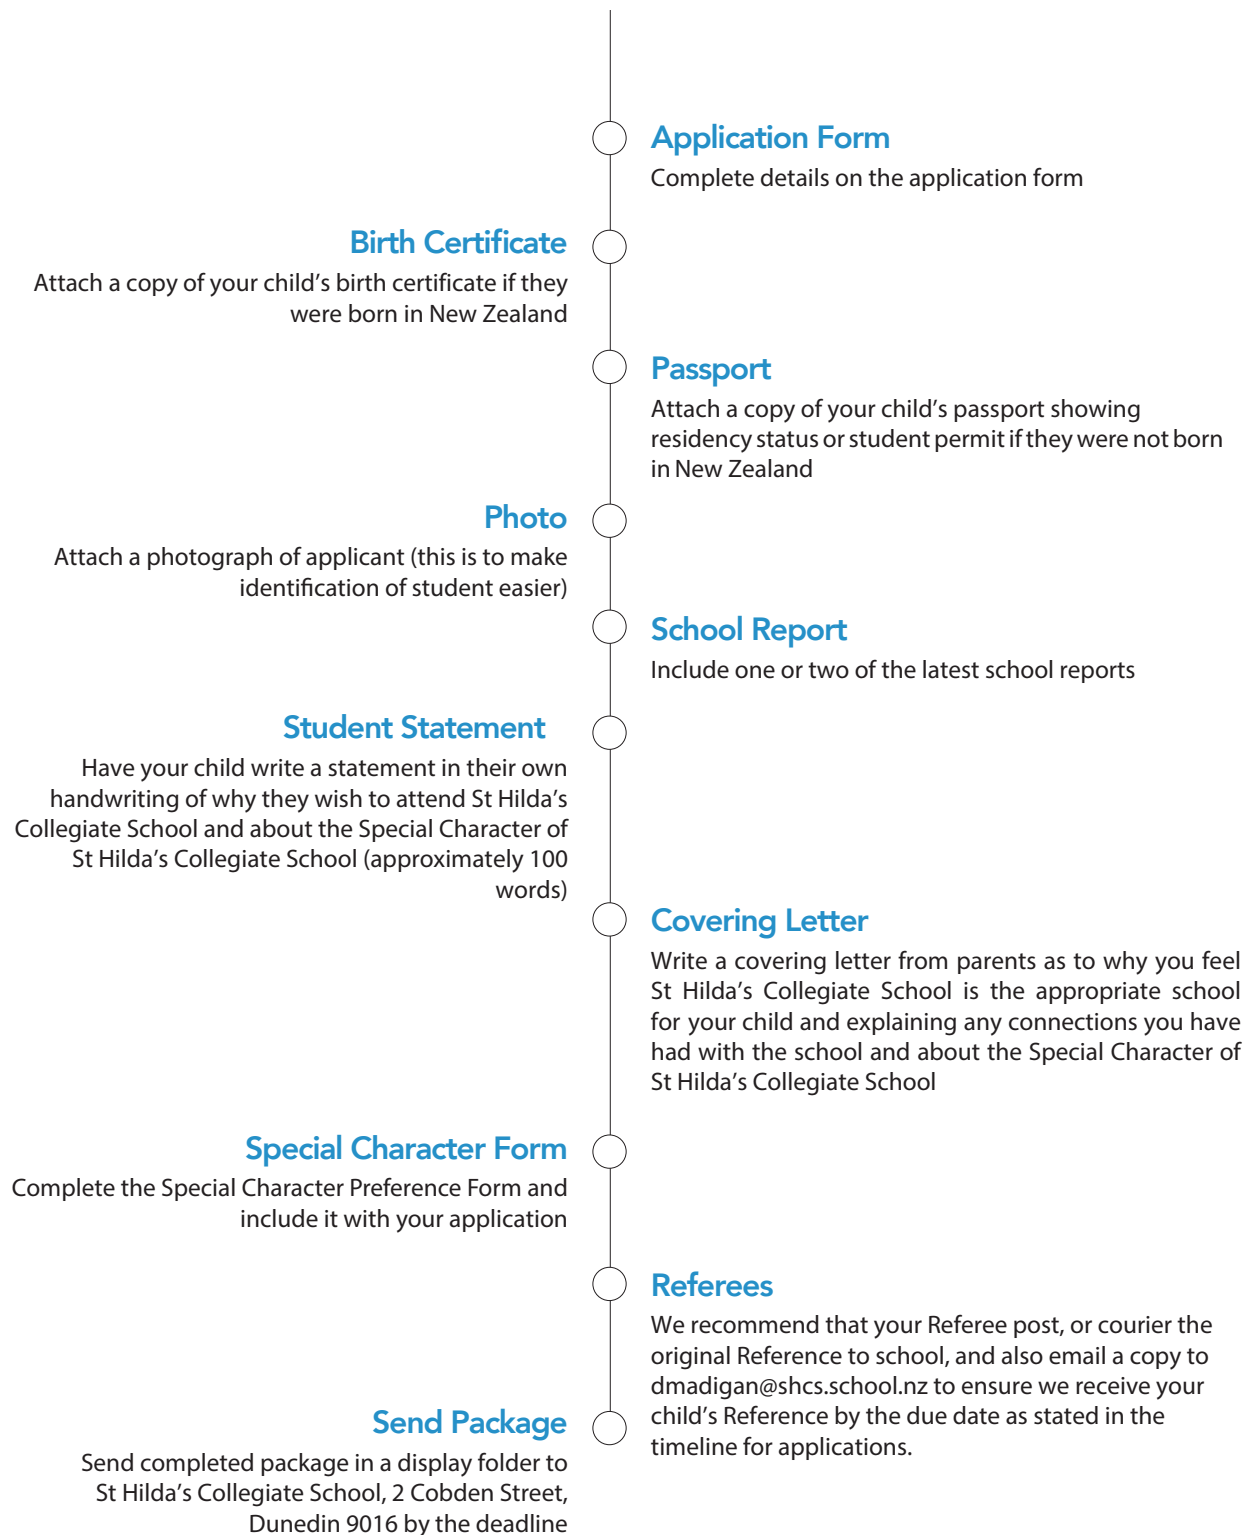 Application Form
Complete details on the application form
Birth Certificate
Attach a copy of your child's birth certificate if they
were born in New Zealand
Passport
Attach a copy of your child's passport showing
residency status or student permit if they were not born
in New Zealand
Photo
Attach a photograph of applicant (this is to make
identification of student easier)
School Report
Include one or two of the latest school reports
Student Statement
Have your child write a statement in their own
handwriting of why they wish to attend St Hilda's
Collegiate School and about the Special Character of
St Hilda's Collegiate School (approximately 100
words)
Covering Letter
Write a covering letter from parents as to why you feel
St Hilda's Collegiate School is the appropriate school
for your child and explaining any connections you have
had with the school and about the Special Character of
St Hilda's Collegiate School
Special Character Form
Complete the Special Character Preference Form and
include it with your application
Referees
We recommend that your Referee post, or courier the
original Reference to school, and also email a copy to
dmadigan@shcs.school.nz to ensure we receive your
child's Reference by the due date as stated in the
timeline for applications.
Send Package
Send completed package in a display folder to
St Hilda's Collegiate School, 2 Cobden Street,
Dunedin 9016 by the deadline